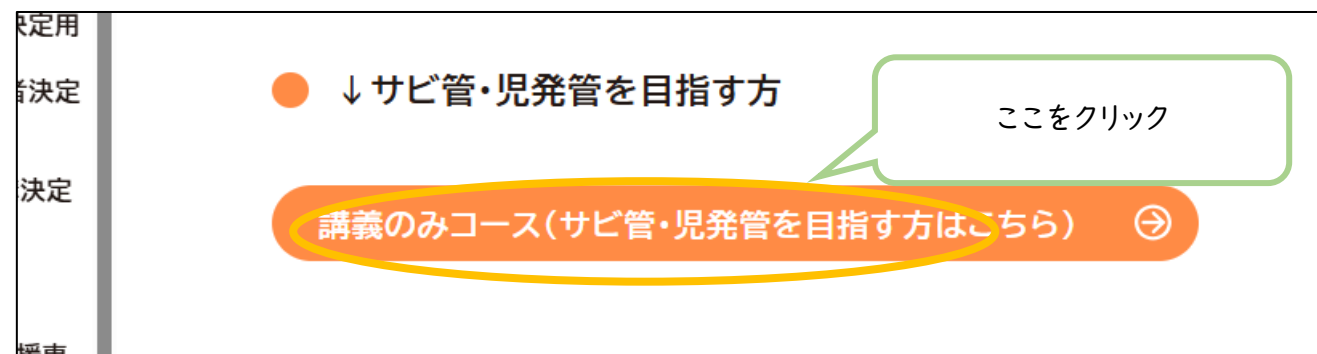 決定用
者決定
決定
↓サビ管・児発管を目指す方
ここをクリック
講義のみコース（サビ管・児発管を目指す方はこちら）